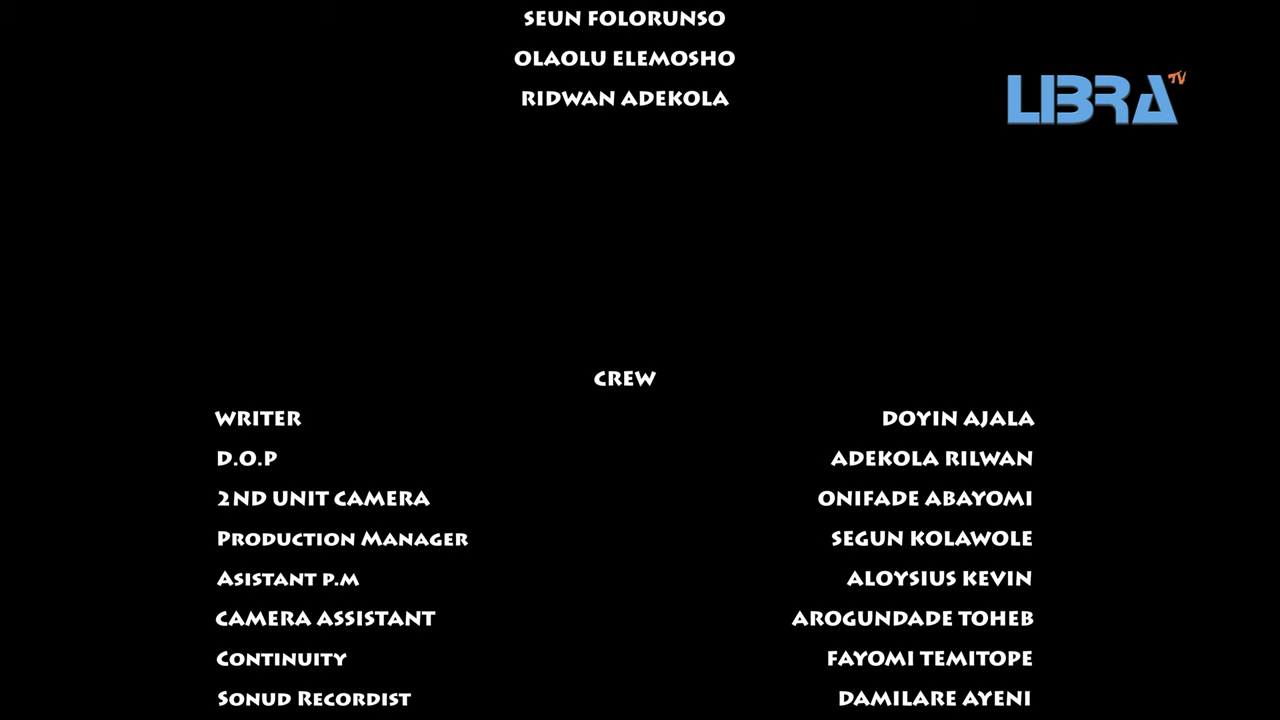 SEUN FOLORUNSO
OLAOLU ELEMOSHO
RIDWAN ADEKOLA
LIBRA TV
CREW
WRITER DOYIN AJALA
D.O.P ADEKOLA RILWAN
2ND UNIT CAMERA ONIFADE ABAYOMI
PRODUCTION MANAGER SEGUN KOLAWOLE
ASISTANT P.M ALOYSIUS KEVIN
CAMERA ASSISTANT AROGUNDADE TOHEB
CONTINUITY FAYOMI TEMITOPE
SONUD RECORDIST DAMILARE AYENI